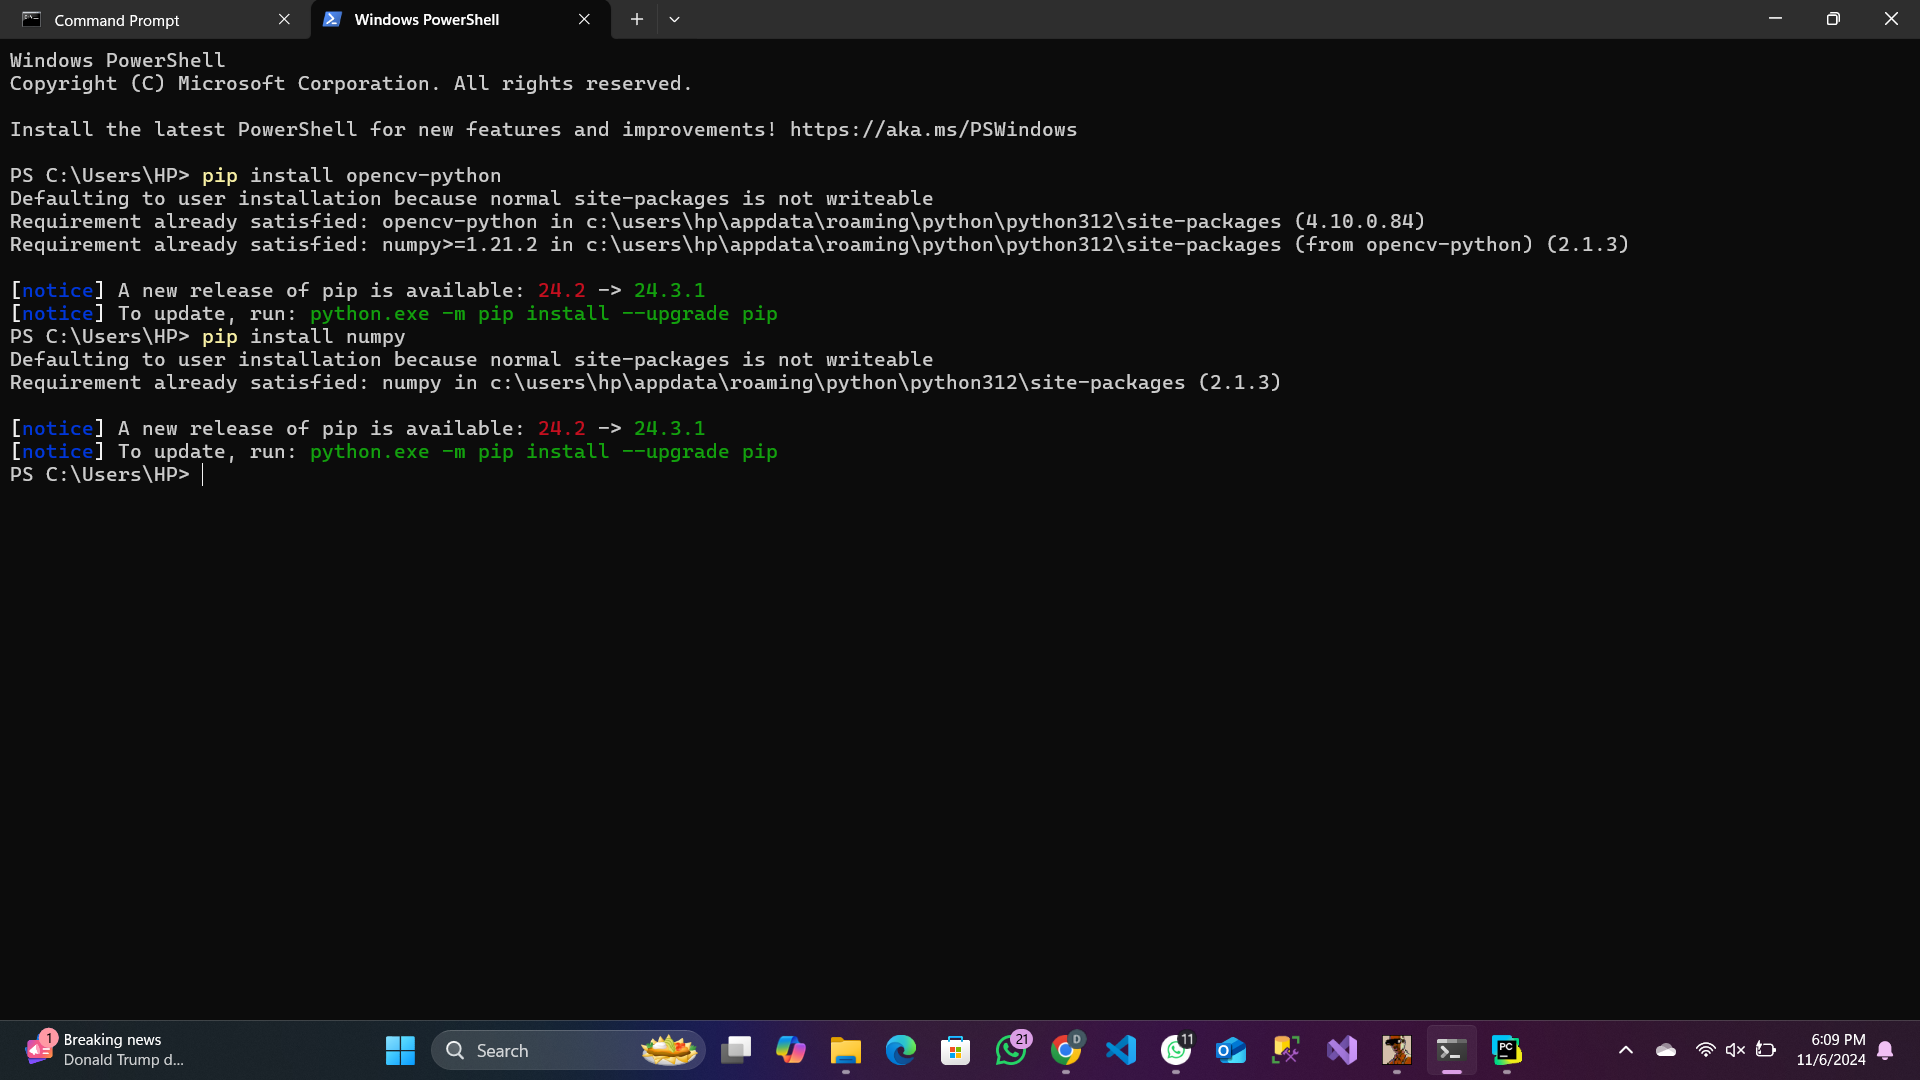 Command Prompt
Windows PowerShell
Windows PowerShell
Copyright (C) Microsoft Corporation. All rights reserved.
Install the latest PowerShell for new features and improvements! https://aka.ms/PSWindows
PS C:\Users\HP> pip install opencv-python
Defaulting to user installation because normal site-packages is not writeable
Requirement already satisfied: opencv-python in c:\users\hp\appdata\roaming\python\python312\site-packages (4.10.0.84)
Requirement already satisfied: numpy>=1.21.2 in c:\users\hp\appdata\roaming\python\python312\site-packages (from opencv-python) (2.1.3)
[notice] A new release of pip is available: 24.2 -> 24.3.1
[notice] To update, run: python.exe -m pip install --upgrade pip
PS C:\Users\HP> pip install numpy
Defaulting to user installation because normal site-packages is not writeable
Requirement already satisfied: numpy in c:\users\hp\appdata\roaming\python\python312\site-packages (2.1.3)
[notice] A new release of pip is available: 24.2 -> 24.3.1
[notice] To update, run: python.exe -m pip install --upgrade pip
PS C:\Users\HP>
1
Breaking news
Donald Trump d...
Search
21
D
11
PC
6:09 PM
11/6/2024